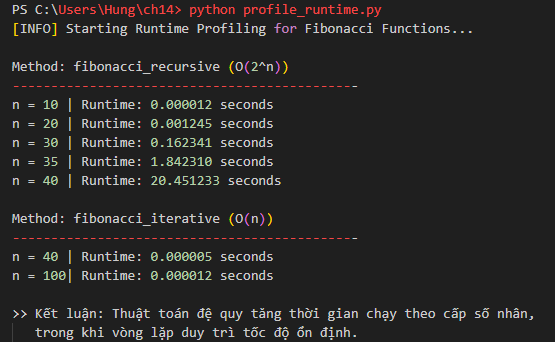 PS C:\Users\Hung\ch14> python profile_runtime.py
[INFO] Starting Runtime Profiling for Fibonacci Functions...
Method: fibonacci_recursive (O(2^n))
--------------------------------------------
n = 10 | Runtime: 0.000012 seconds
n = 20 | Runtime: 0.001245 seconds
n = 30 | Runtime: 0.162341 seconds
n = 35 | Runtime: 1.842310 seconds
n = 40 | Runtime: 20.451233 seconds
Method: fibonacci_iterative (O(n))
--------------------------------------------
n = 40 | Runtime: 0.000005 seconds
n = 100| Runtime: 0.000012 seconds
>> Kết luận: Thuật toán đệ quy tăng thời gian chạy theo cấp số nhân,
trong khi vòng lặp duy trì tốc độ ổn định.